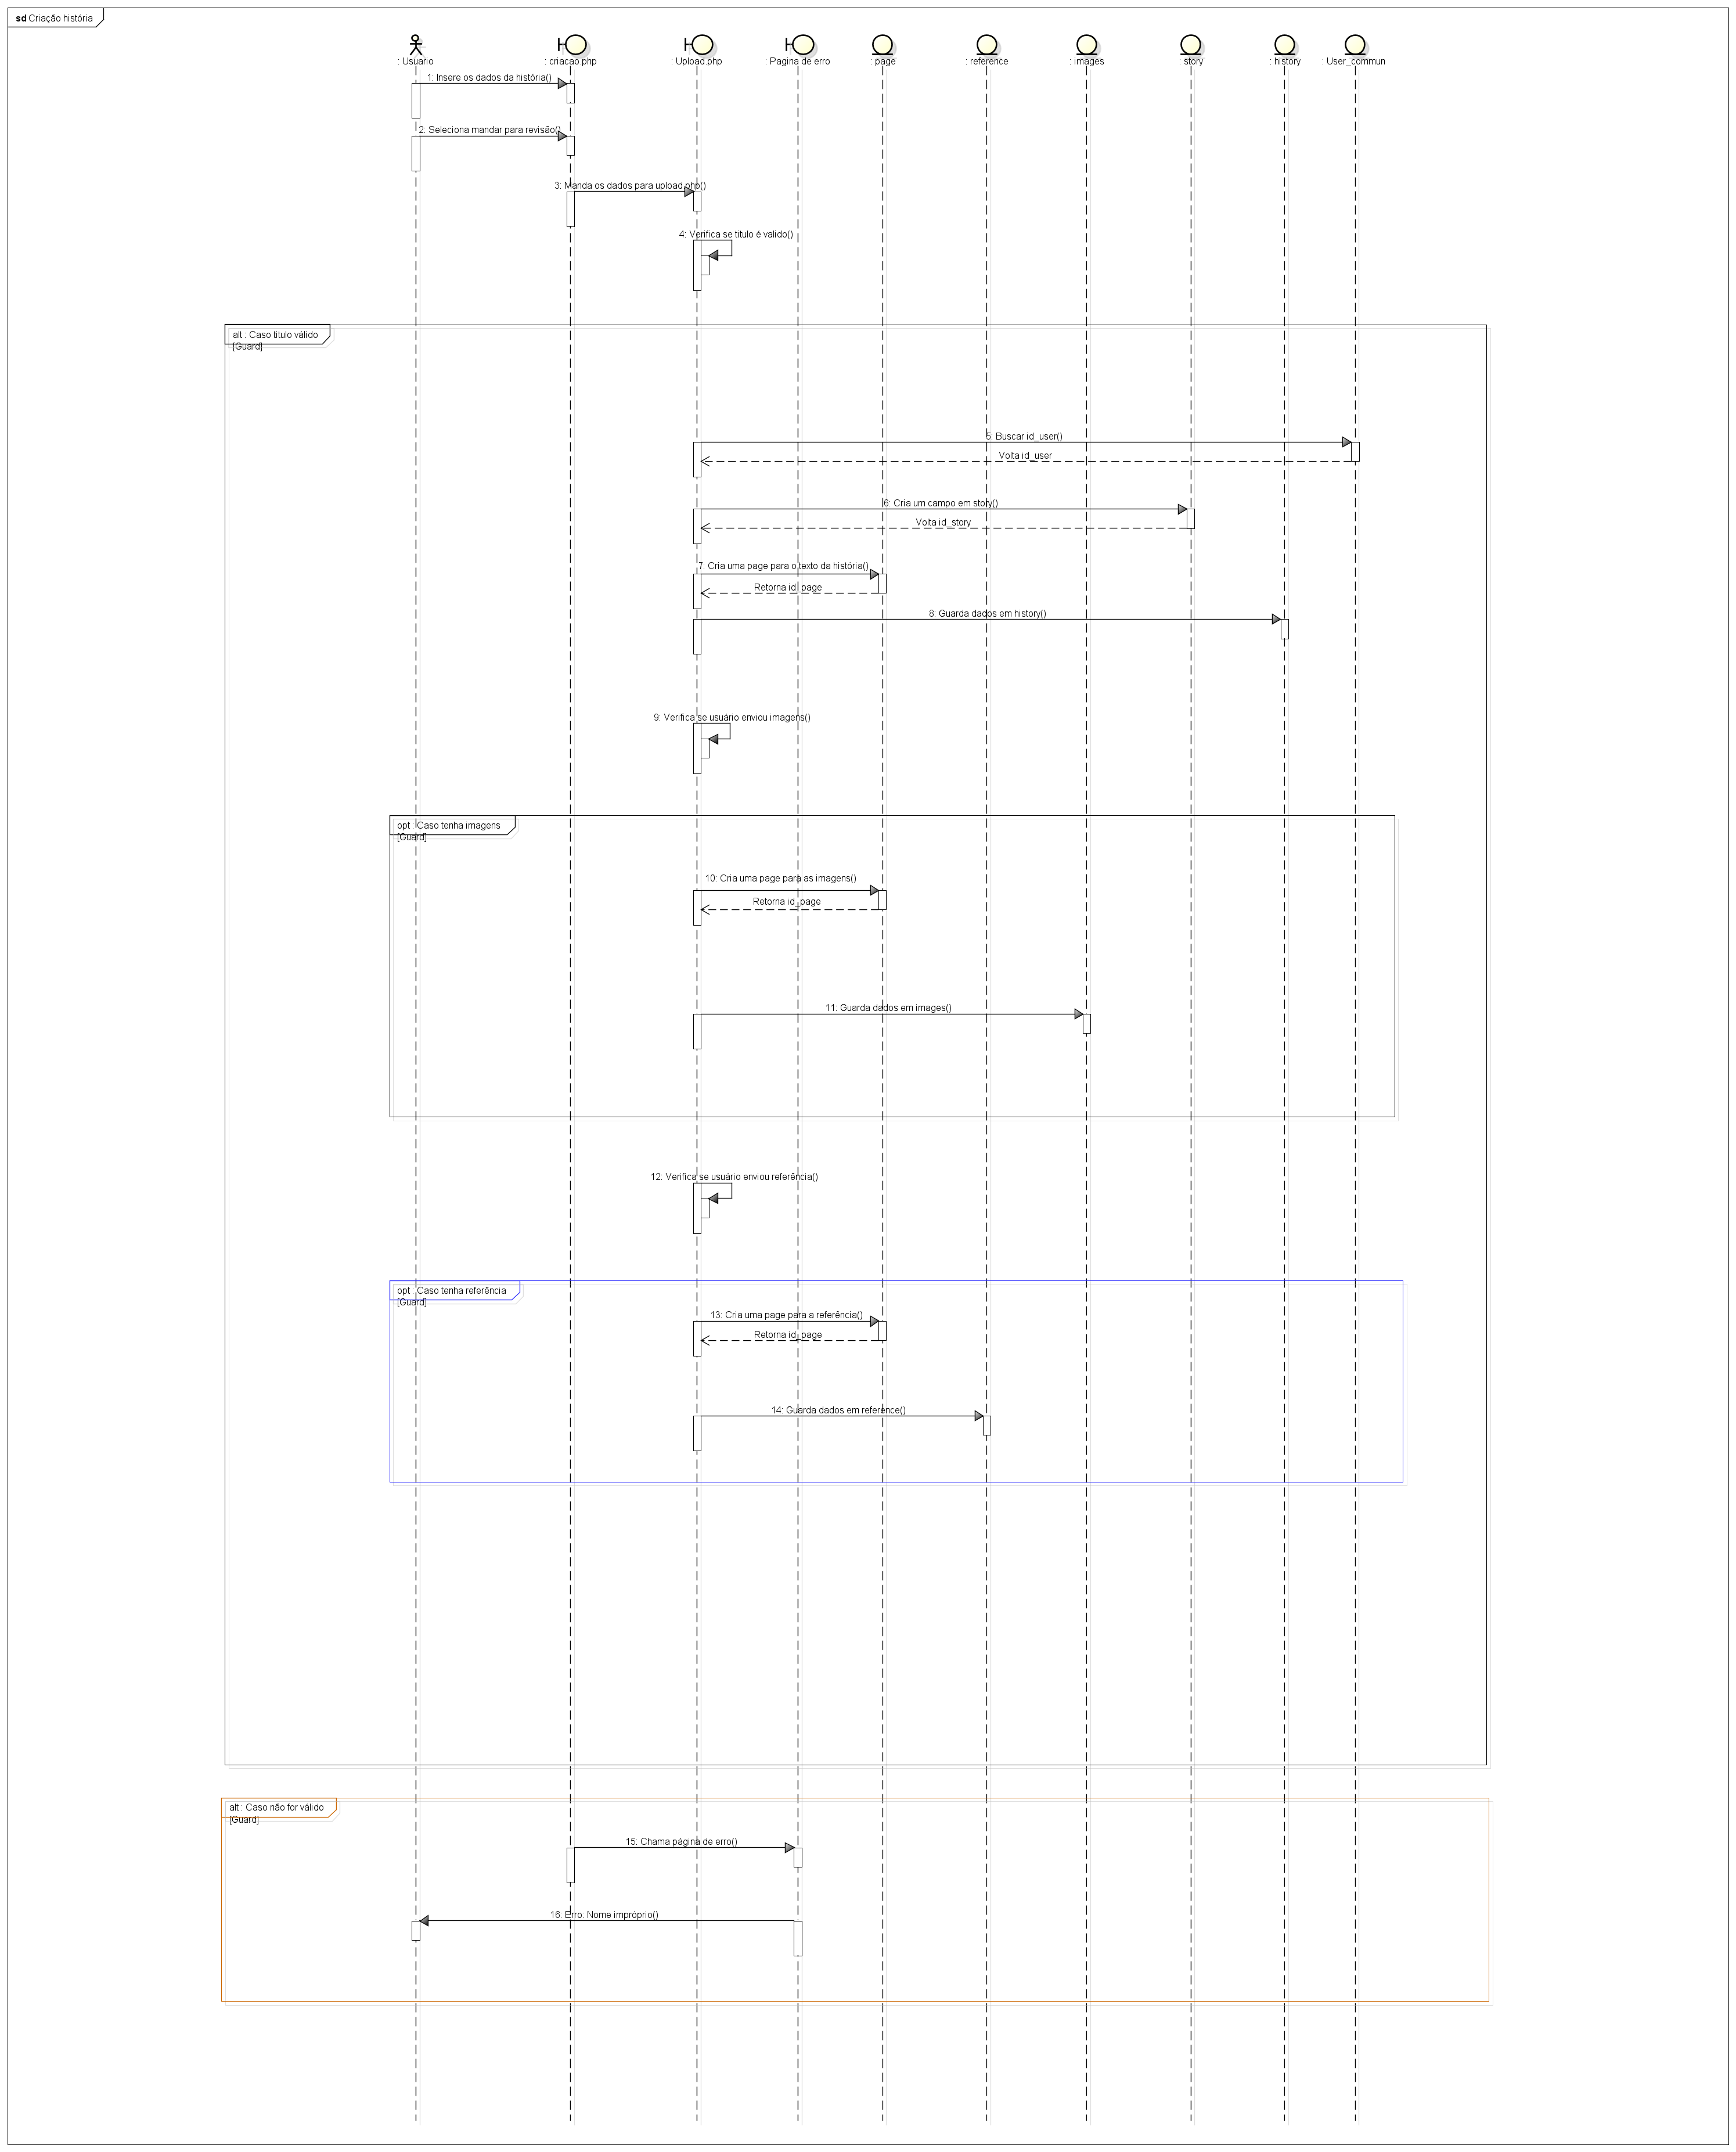 sd Criação história
: Usuario
: criacao.php
: Upload.php
: Pagina de erro
: page
: reference
: images
: story
: history
: User_commun
1: Insere os dados da história()
2: Seleciona mandar para revisão()
3: Manda os dados para upload.php()
4: Verifica se titulo é valido()
alt : Caso titulo válido
[Guard]
5: Buscar id_user()
Volta id_user
6: Cria um campo em story()
Volta id_story
7: Cria uma page para o texto da história()
Retorna id_page
8: Guarda dados em history()
9: Verifica se usuário enviou imagens()
opt : Caso tenha imagens
[Guard]
10: Cria uma page para as imagens()
Retorna id_page
11: Guarda dados em images()
12: Verifica se usuário enviou referência()
opt : Caso tenha referência
[Guard]
13: Cria uma page para a referência()
Retorna id_page
14: Guarda dados em reference()
alt : Caso não for válido
[Guard]
15: Chama página de erro()
16: Erro: Nome impróprio()